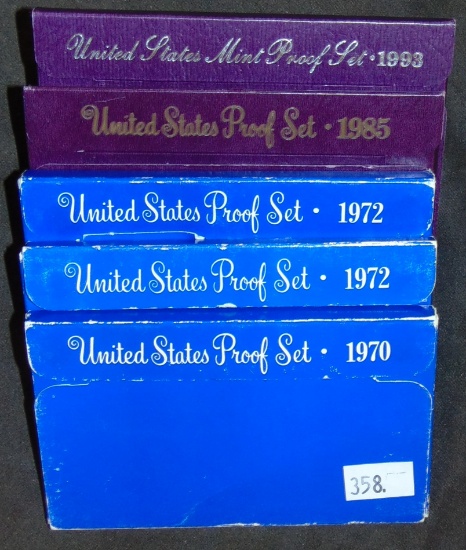 United States Mint Proof Set · 1993
United States Proof Set · 1985
United States Proof Set · 1972
United States Proof Set · 1972
United States Proof Set · 1970
358.